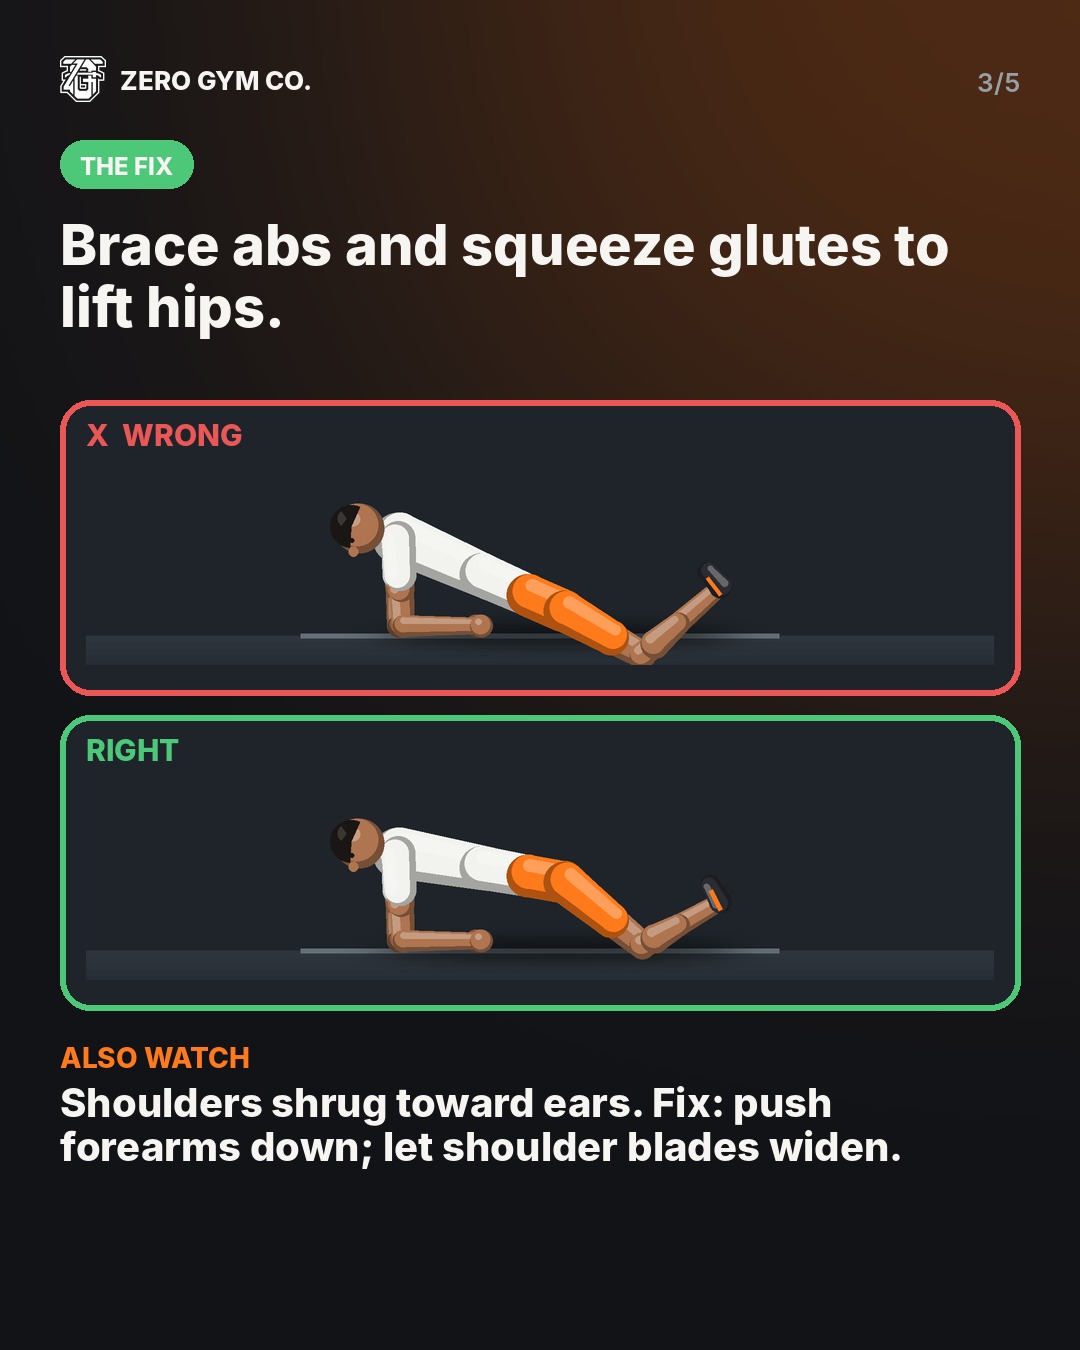 ZERO GYM CO.
3/5
THE FIX
Brace abs and squeeze glutes to
lift hips.
X WRONG
RIGHT
ALSO WATCH
Shoulders shrug toward ears. Fix: push
forearms down; let shoulder blades widen.